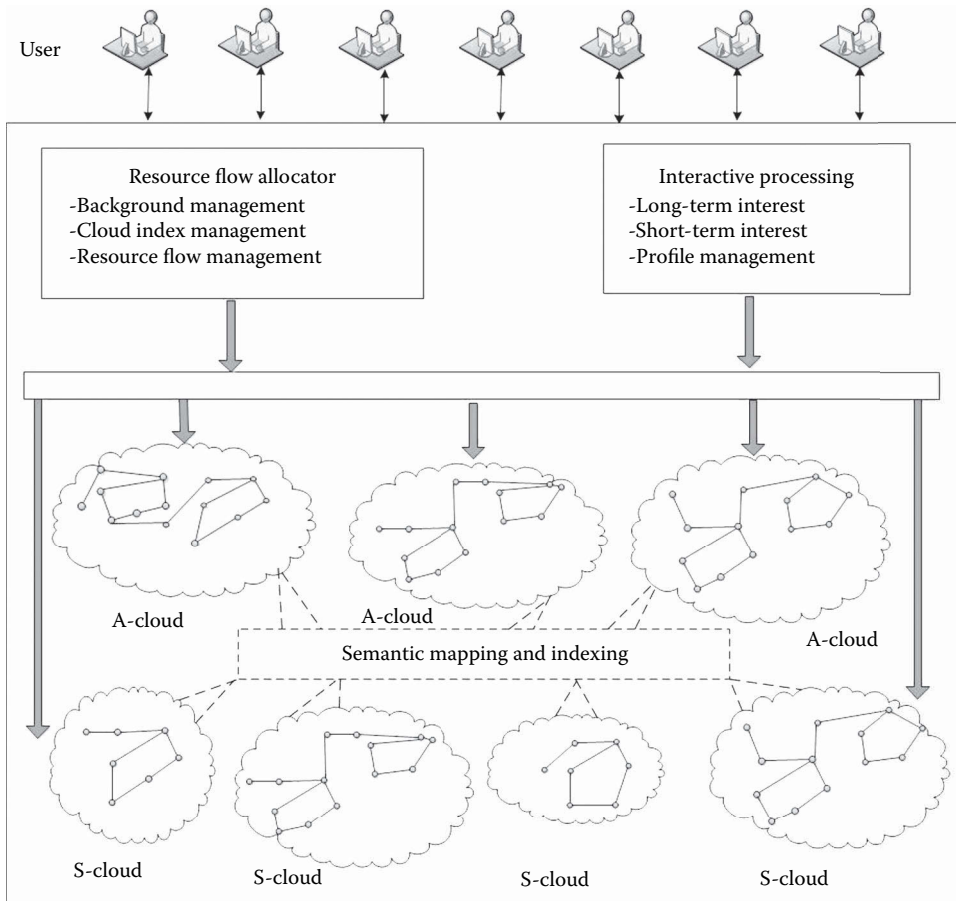 User
Resource flow allocator
-Background management
-Cloud index management
-Resource flow management
Interactive processing
-Long-term interest
-Short-term interest
-Profile management
A-cloud
A-cloud
A-cloud
Semantic mapping and indexing
S-cloud
S-cloud
S-cloud
S-cloud